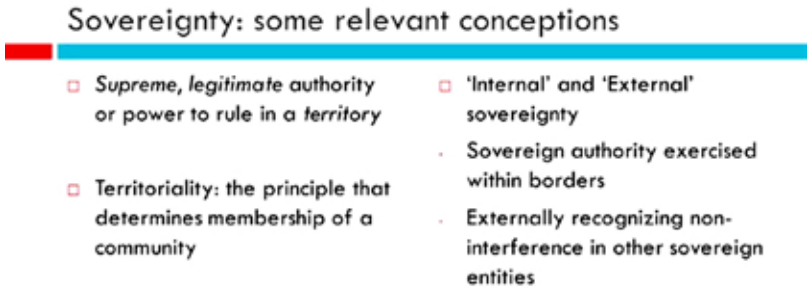 Sovereignty: some relevant conceptions
Supreme, legitimate authority
or power to rule in a territory
Territoriality: the principle that
determines membership of a
community
‘Internal’ and ‘External’
sovereignty
Sovereign authority exercised
within borders
Externally recognizing non-
interference in other sovereign
entities